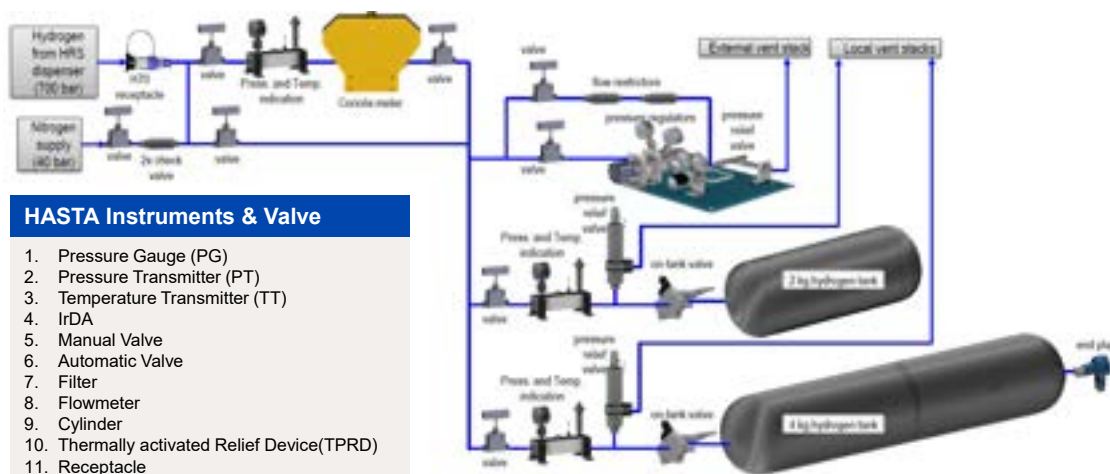 Hydrogen
from HRS
dispenser
(700 bar)
valve
receptacle
Press. and Temp.
indication
Coriolis meter
valve
Nitrogen
supply
(40 bar)
valve
2x check
valve
valve
External vent stack
Local vent stacks
valve
flow restrictors
pressure regulators
pressure
relief
valve
valve
HASTA Instruments & Valve
1. Pressure Gauge (PG)
2. Pressure Transmitter (PT)
3. Temperature Transmitter (TT)
4. IrDA
5. Manual Valve
6. Automatic Valve
7. Filter
8. Flowmeter
9. Cylinder
10. Thermally activated Relief Device(TPRD)
11. Receptacle
pressure
relief
valve
Press. and Temp.
indication
on-tank valve
valve
2 kg hydrogen tank
pressure
relief
valve
Press. and Temp.
indication
on-tank valve
valve
4 kg hydrogen tank